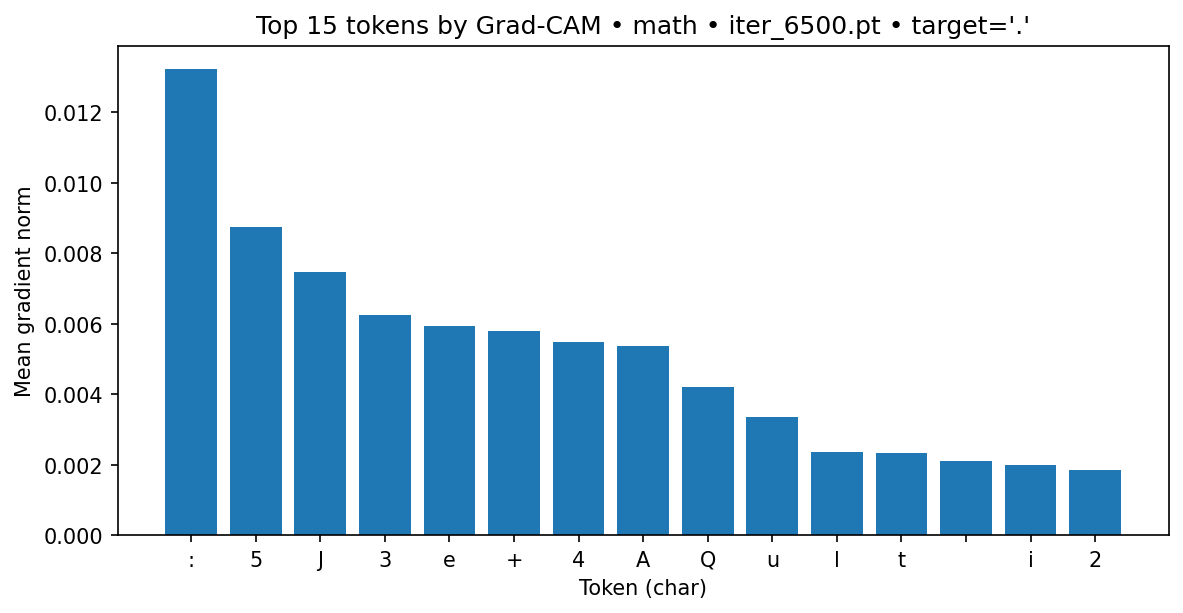 Top 15 tokens by Grad-CAM • math • iter_6500.pt • target='.'
Mean gradient norm
0.012
0.010
0.008
0.006
0.004
0.002
0.000
: 5 J 3 e + 4 A Q u l t i 2
Token (char)